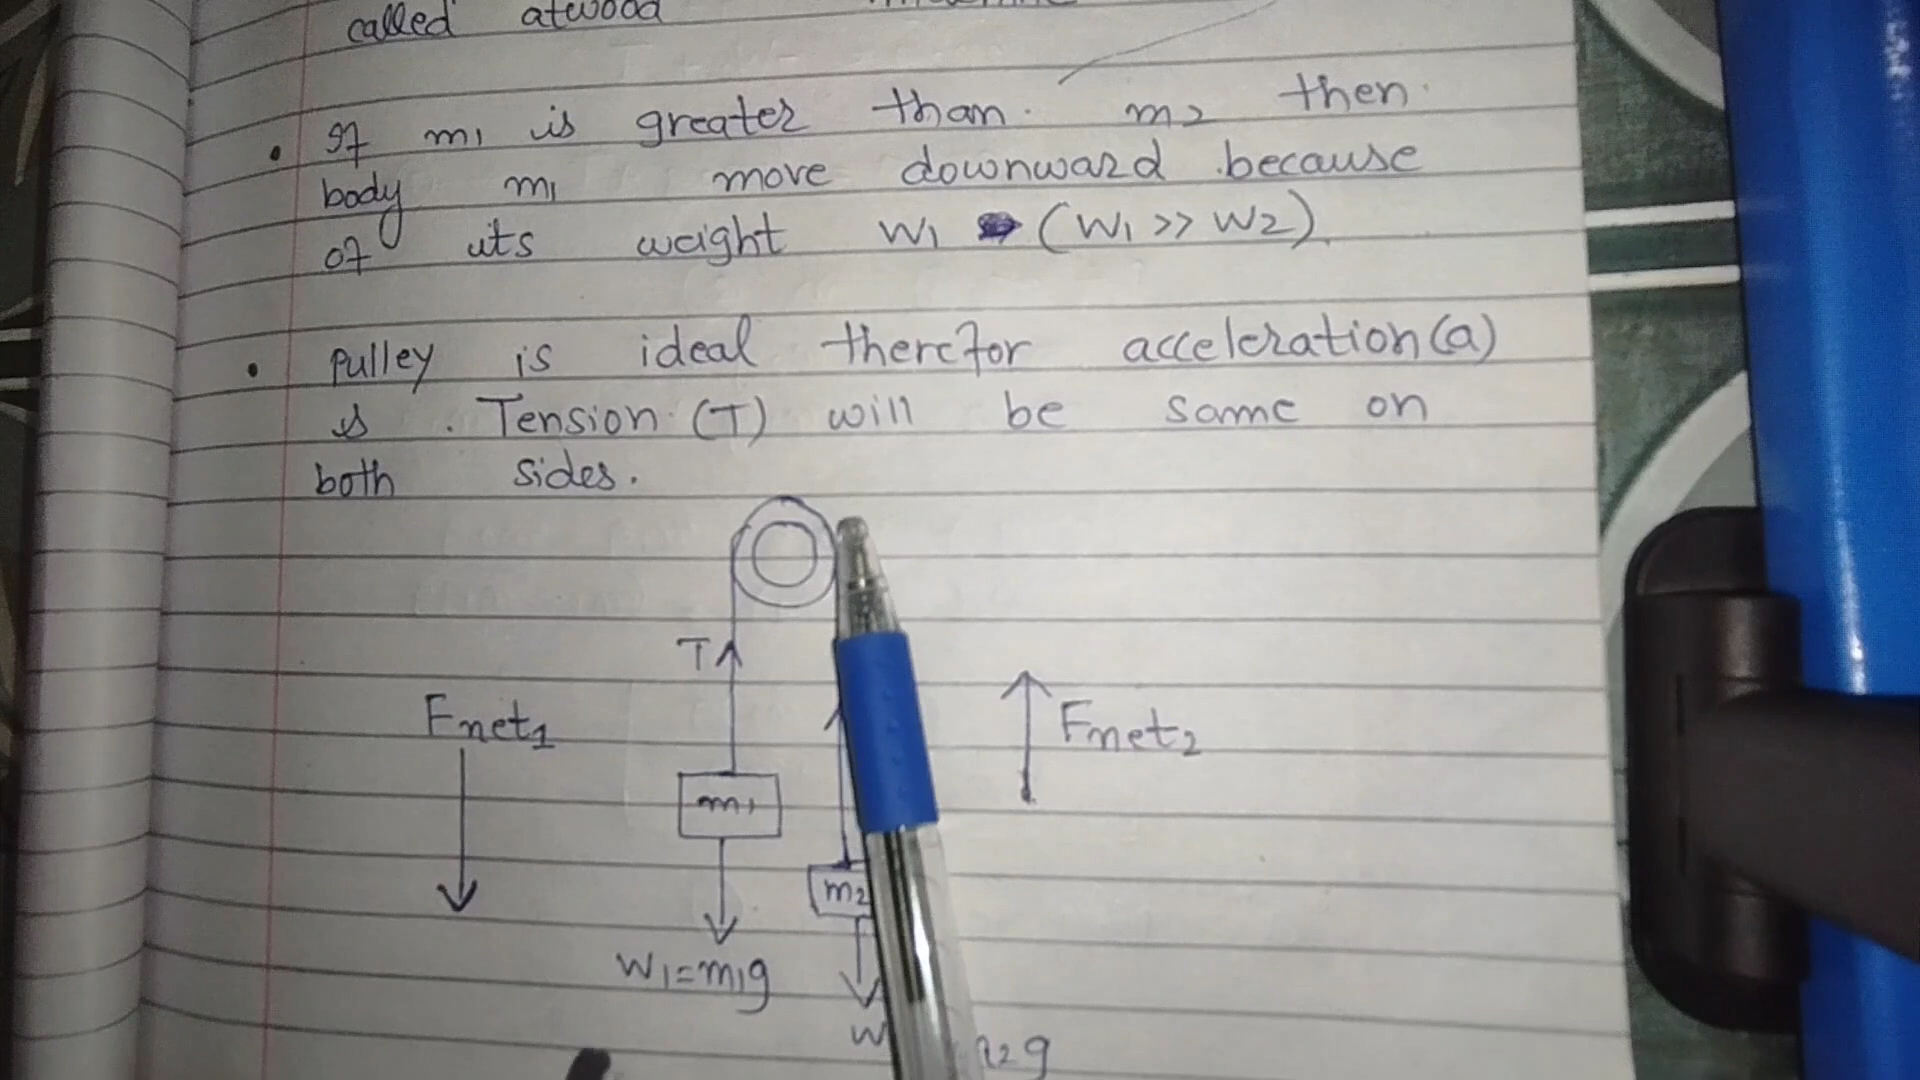 called atwood
If m1 is greater than m2 then
body m1 move downward because
of its weight W1 (W1 >> W2)
Pulley is ideal therefor acceleration(a)
is . Tension (T) will be same on
both sides.
T
Fnet1
Fnet2
m1
m2
W1=m1g
W 2g